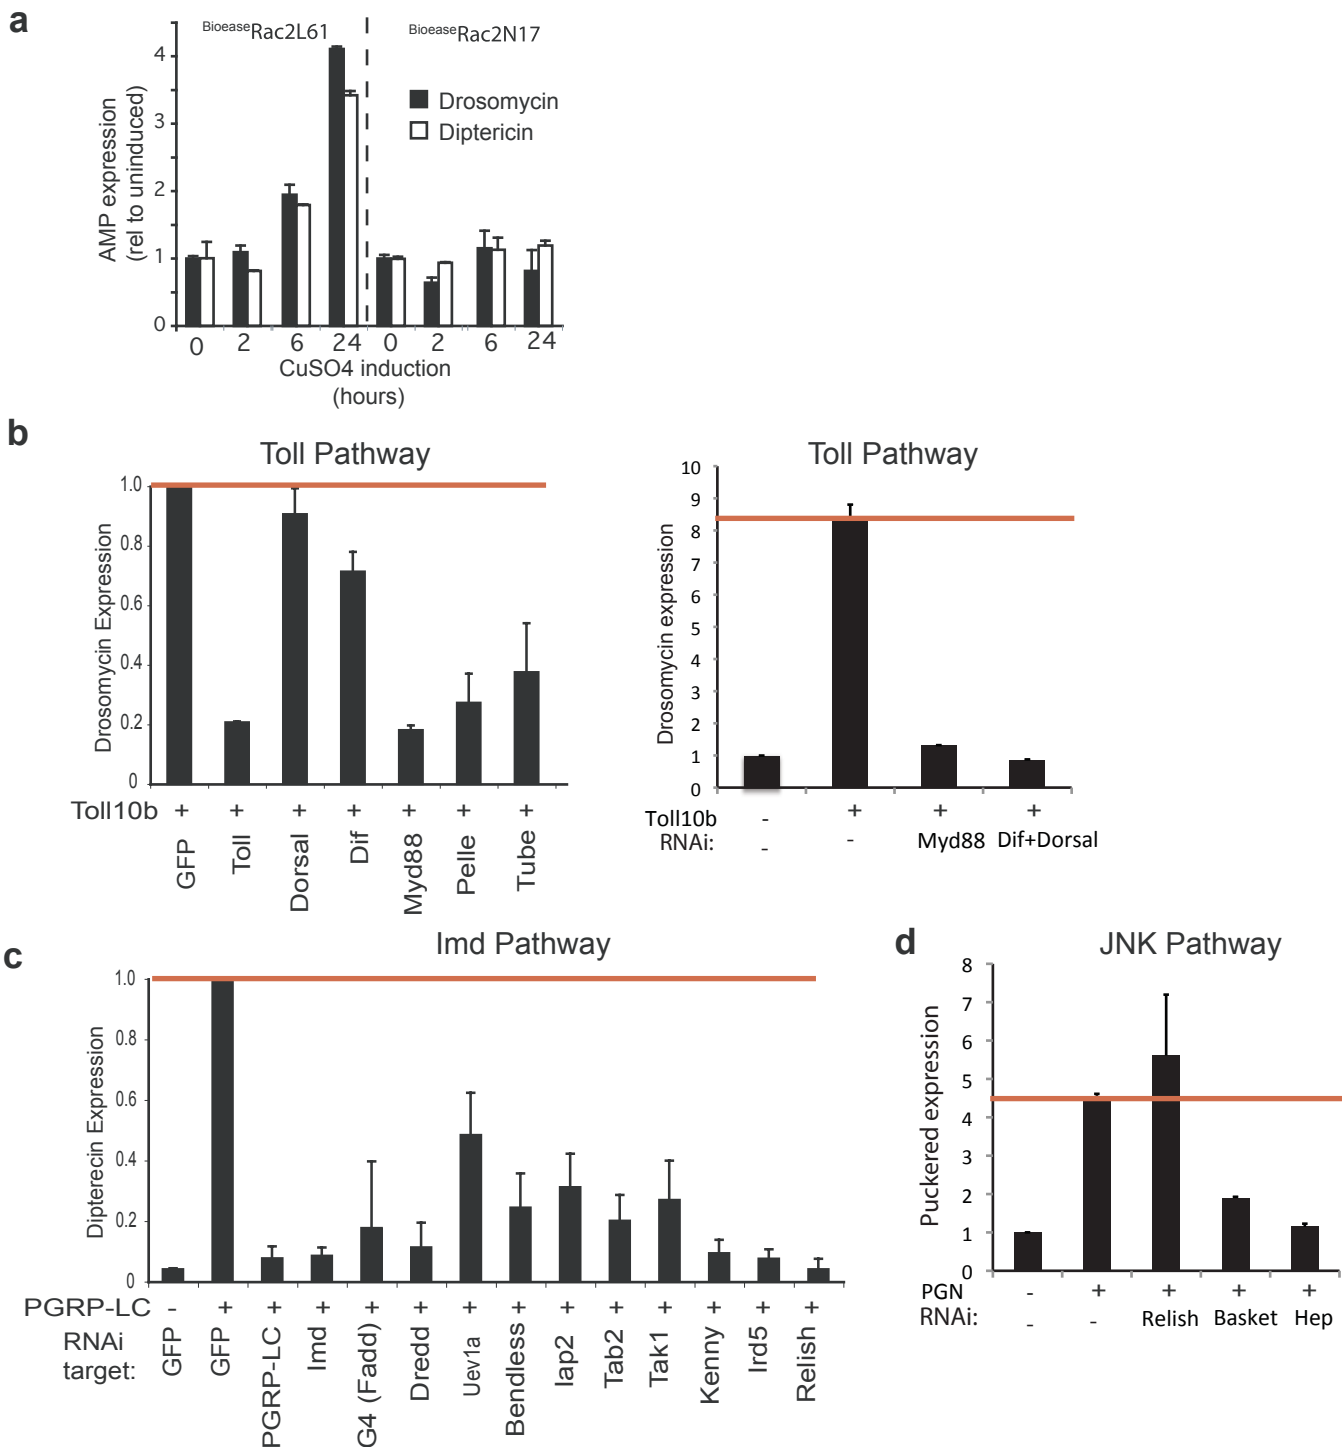 a
BioeaseRac2L61
BioeaseRac2N17
AMP expression
(rel to uninduced)
4
3
2
1
0
Drosomycin
Diptericin
0 2 6 24 0 2 6 24
CuSO4 induction
(hours)
b
Toll Pathway
Drosomycin Expression
1.0
0.8
0.6
0.4
0.2
0
Toll10b + + + + + + +
GFP Toll Dorsal Dif Myd88 Pelle Tube
Toll Pathway
Drosomycin expression
10
9
8
7
6
5
4
3
2
1
0
Toll10b - + + +
RNAi: - - Myd88 Dif+Dorsal
c
Imd Pathway
Dipterecin Expression
1.0
0.8
0.6
0.4
0.2
0
PGRP-LC - + + + + + + + + + + + + +
RNAi
target:
GFP GFP PGRP-LC Imd G4 (Fadd) Dredd Uev1a Bendless Iap2 Tab2 Tak1 Kenny Ird5 Relish
d
JNK Pathway
Puckered expression
8
7
6
5
4
3
2
1
0
PGN - + + + +
RNAi: - - Relish Basket Hep